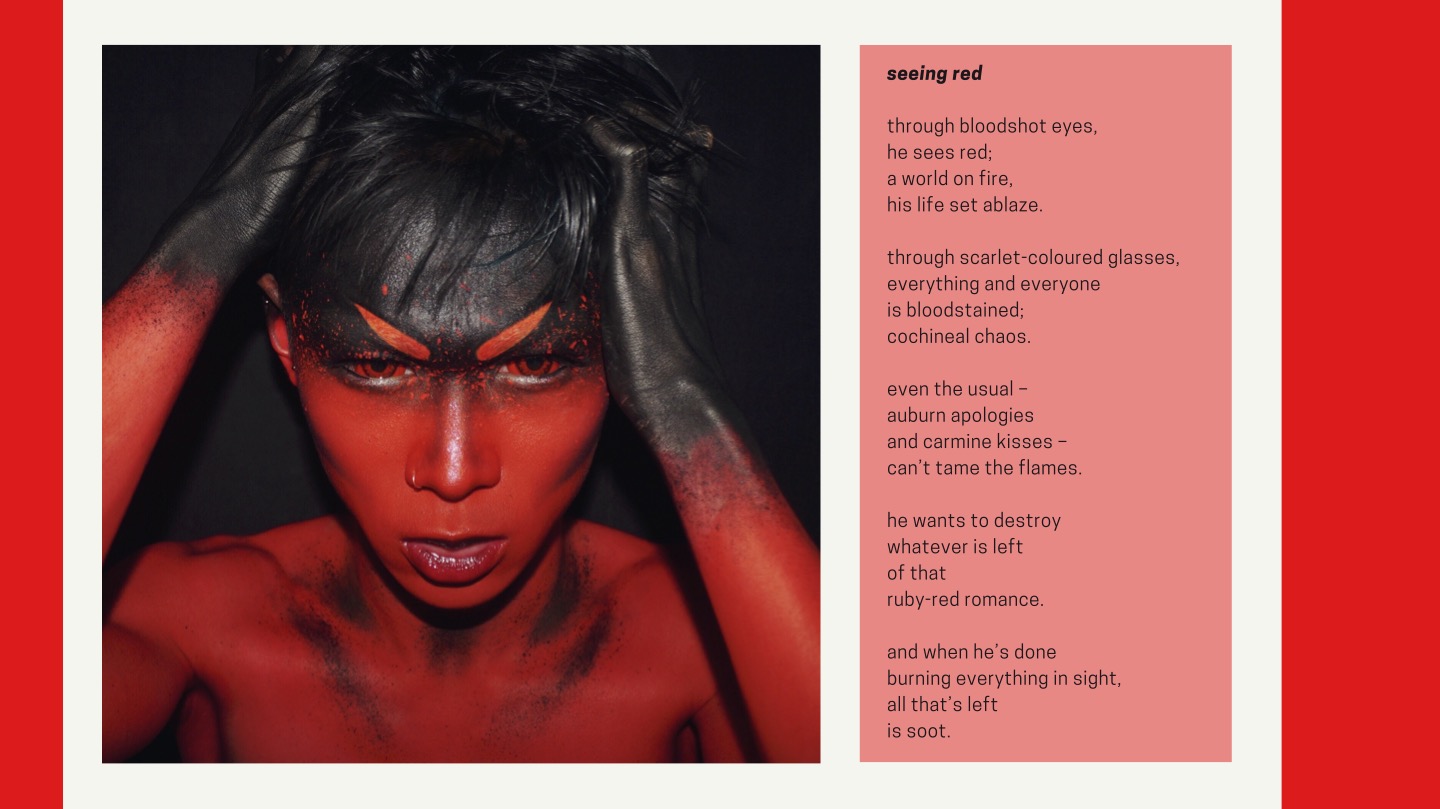 seeing red
through bloodshot eyes,
he sees red;
a world on fire,
his life set ablaze.
through scarlet-coloured glasses,
everything and everyone
is bloodstained;
cochineal chaos.
even the usual –
auburn apologies
and carmine kisses –
can’t tame the flames.
he wants to destroy
whatever is left
of that
ruby-red romance.
and when he’s done
burning everything in sight,
all that’s left
is soot.